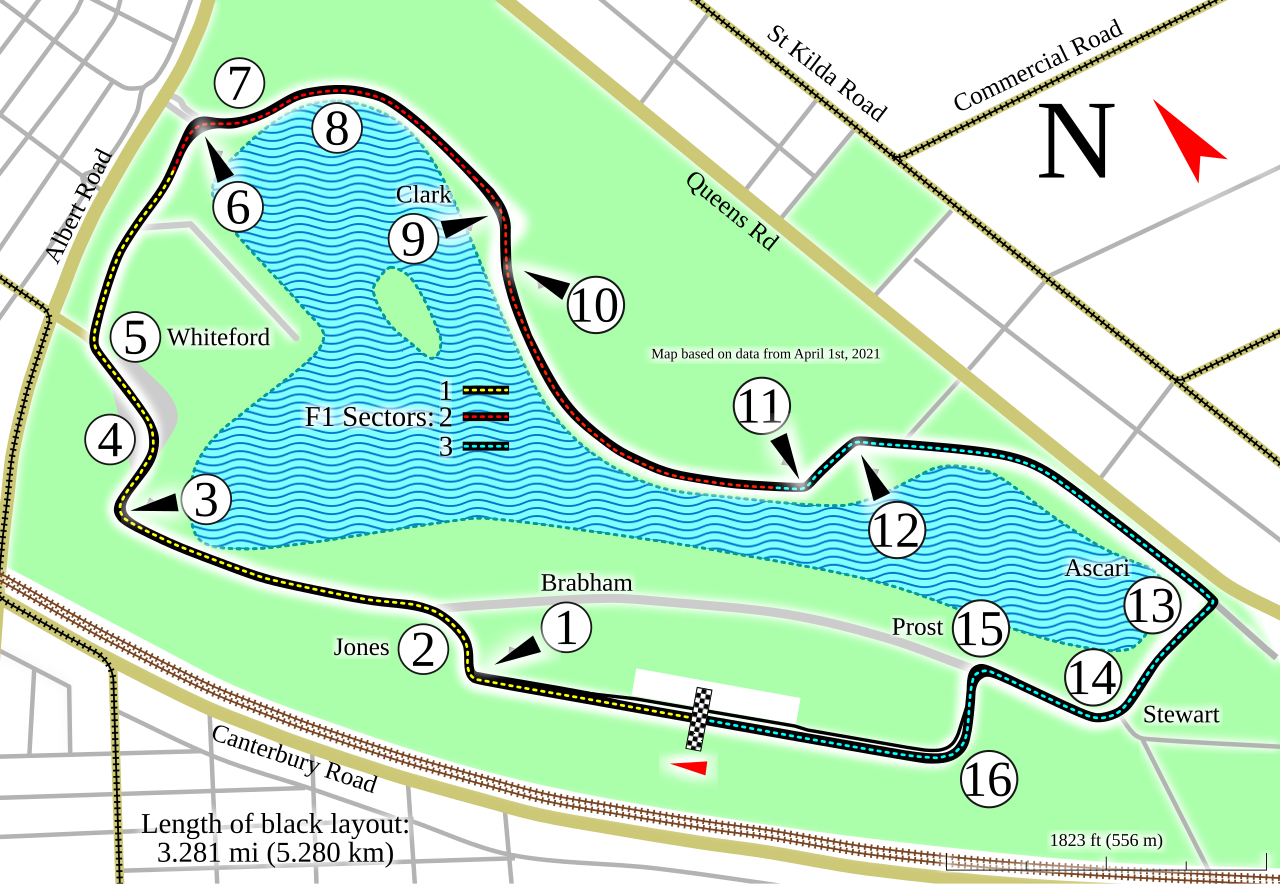 St Kilda Road
Commercial Road
N
7
8
Albert Road
6
Clark
9
Queens Rd
10
5
Whiteford
Map based on data from April 1st, 2021
1
F1 Sectors: 2
3
11
4
3
12
Ascari
13
Brabham
1
Prost
15
Jones
2
14
Stewart
16
Canterbury Road
Length of black layout:
3.281 mi (5.280 km)
1823 ft (556 m)